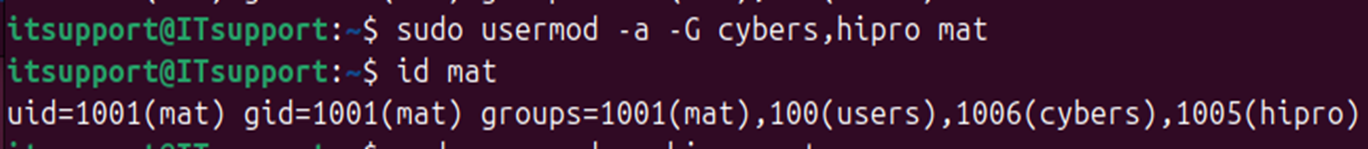 itsupport@ITsupport:~$ sudo usermod -a -G cybers,hipro mat
itsupport@ITsupport:~$ id mat
uid=1001(mat) gid=1001(mat) groups=1001(mat),100(users),1006(cybers),1005(hipro)